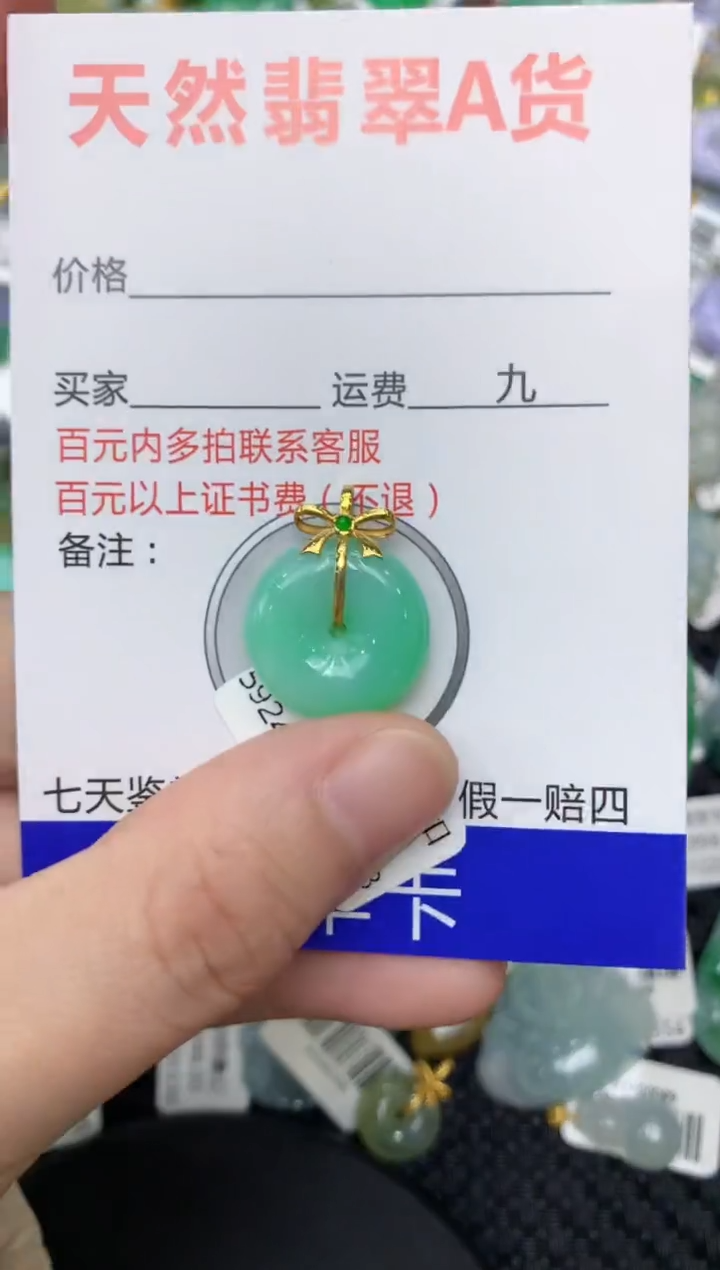 天然翡翠A货
价格
买家 运费 九
百元内多拍联系客服
百元以上证书费（不退）
备注：
592
七天鉴 假一赔四